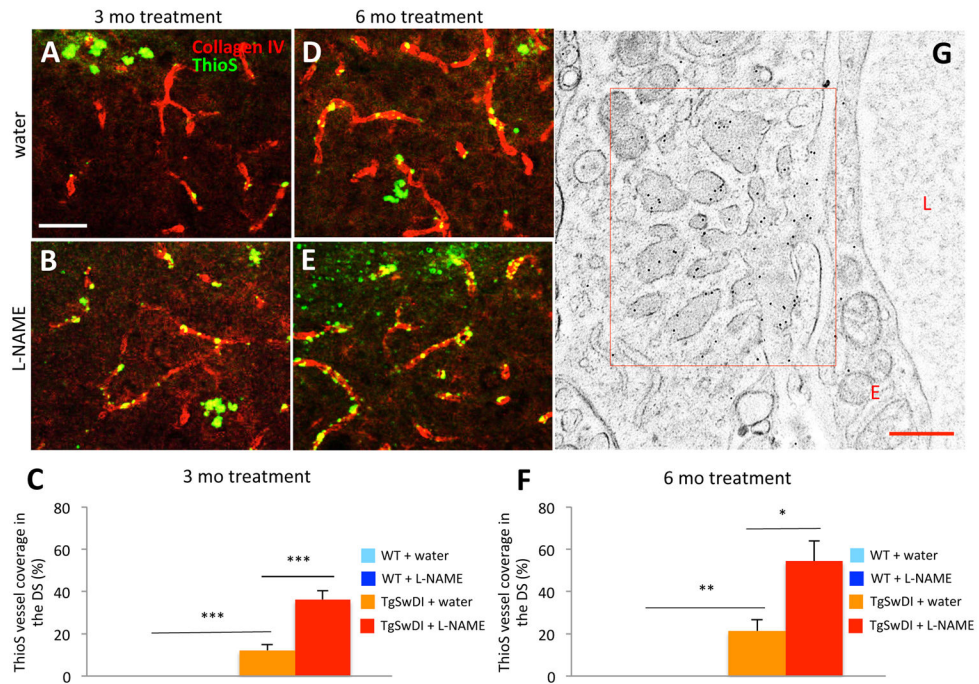 3 mo treatment
6 mo treatment
A
Collagen IV
ThioS
D
G
water
L
B
E
L-NAME
E
C
3 mo treatment
F
6 mo treatment
ThioS vessel coverage in
the DS (%)
80
60
40
20
0
***
***
WT + water
WT + L-NAME
TgSwDI + water
TgSwDI + L-NAME
ThioS vessel coverage in
the DS (%)
80
60
40
20
0
**
*
WT + water
WT + L-NAME
TgSwDI + water
TgSwDI + L-NAME